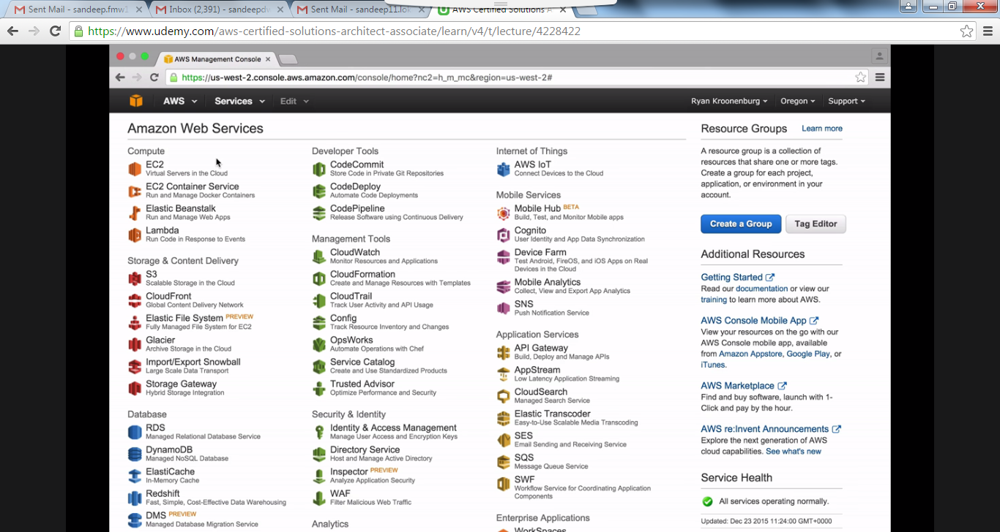 Sent Mail - sandeep.fmw1
Inbox (2,391) - sandeepdw
Sent Mail - sandeep11.lok
AWS Certified Solutions A
https://www.udemy.com/aws-certified-solutions-architect-associate/learn/v4/t/lecture/4228422
AWS Management Console
https://us-west-2.console.aws.amazon.com/console/home?nc2=h_m_mc&region=us-west-2#
AWS Services Edit Ryan Kroonenburg Oregon Support
Amazon Web Services
Compute
EC2
Virtual Servers in the Cloud
EC2 Container Service
Run and Manage Docker Containers
Elastic Beanstalk
Run and Manage Web Apps
Lambda
Run Code in Response to Events
Storage & Content Delivery
S3
Scalable Storage in the Cloud
CloudFront
Global Content Delivery Network
Elastic File System PREVIEW
Fully Managed File System for EC2
Glacier
Archive Storage in the Cloud
Import/Export Snowball
Large Scale Data Transport
Storage Gateway
Hybrid Storage Integration
Database
RDS
Managed Relational Database Service
DynamoDB
Managed NoSQL Database
ElastiCache
In-Memory Cache
Redshift
Fast, Simple, Cost-Effective Data Warehousing
DMS PREVIEW
Managed Database Migration Service
Developer Tools
CodeCommit
Store Code in Private Git Repositories
CodeDeploy
Automate Code Deployments
CodePipeline
Release Software using Continuous Delivery
Management Tools
CloudWatch
Monitor Resources and Applications
CloudFormation
Create and Manage Resources with Templates
CloudTrail
Track User Activity and API Usage
Config
Track Resource Inventory and Changes
OpsWorks
Automate Operations with Chef
Service Catalog
Create and Use Standardized Products
Trusted Advisor
Optimize Performance and Security
Security & Identity
Identity & Access Management
Manage User Access and Encryption Keys
Directory Service
Host and Manage Active Directory
Inspector PREVIEW
Analyze Application Security
WAF
Filter Malicious Web Traffic
Analytics
Internet of Things
AWS IoT
Connect Devices to the Cloud
Mobile Services
Mobile Hub BETA
Build, Test, and Monitor Mobile apps
Cognito
User Identity and App Data Synchronization
Device Farm
Test Android, FireOS, and iOS Apps on Real
Devices in the Cloud
Mobile Analytics
Collect, View and Export App Analytics
SNS
Push Notification Service
Application Services
API Gateway
Build, Deploy and Manage APIs
AppStream
Low Latency Application Streaming
CloudSearch
Managed Search Service
Elastic Transcoder
Easy-to-Use Scalable Media Transcoding
SES
Email Sending and Receiving Service
SQS
Message Queue Service
SWF
Workflow Service for Coordinating Application
Components
Enterprise Applications
WorkSpaces
Resource Groups Learn more
A resource group is a collection of
resources that share one or more tags.
Create a group for each project,
application, or environment in your
account.
Create a Group Tag Editor
Additional Resources
Getting Started
Read our documentation or view our
training to learn more about AWS.
AWS Console Mobile App
View your resources on the go with our
AWS Console mobile app, available
from Amazon Appstore, Google Play, or
iTunes.
AWS Marketplace
Find and buy software, launch with 1-
Click and pay by the hour.
AWS re:Invent Announcements
Explore the next generation of AWS
cloud capabilities. See what's new
Service Health
All services operating normally.
Updated: Dec 23 2015 11:24:00 GMT+0000